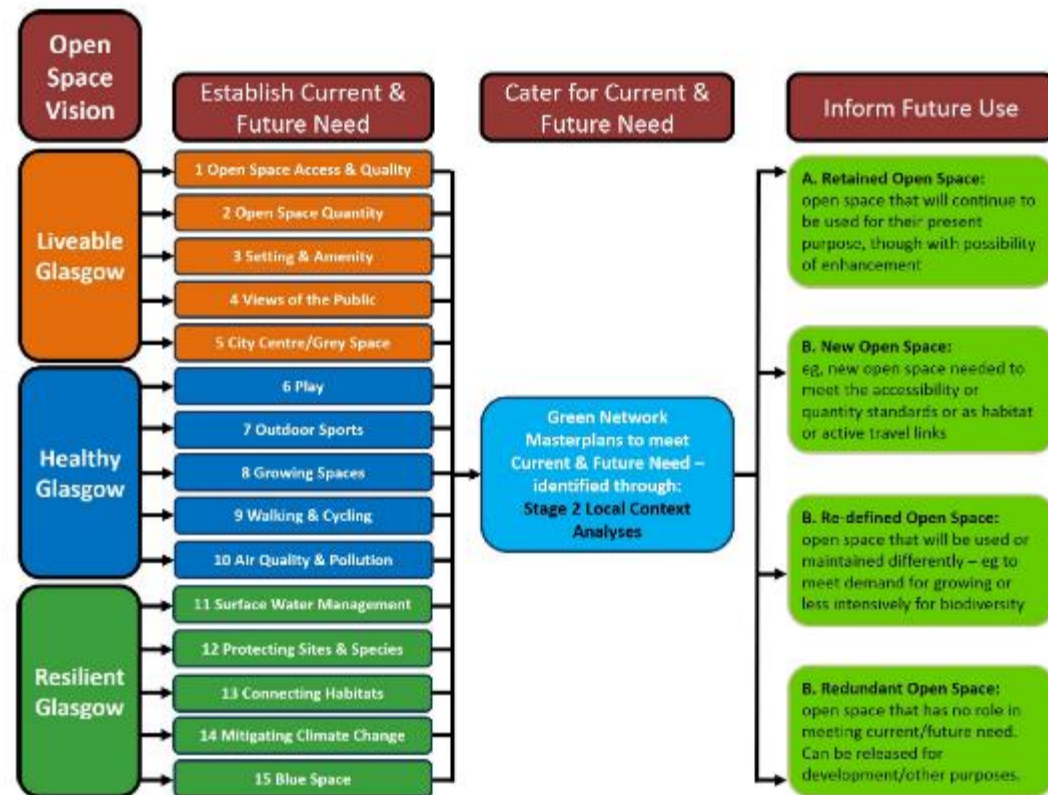 Open
Space
Vision
Establish Current &
Future Need
Cater for Current &
Future Need
Inform Future Use
Liveable
Glasgow
1 Open Space Access & Quality
2 Open Space Quantity
3 Setting & Amenity
4 Views of the Public
5 City Centre/Grey Space
Healthy
Glasgow
6 Play
7 Outdoor Sports
8 Growing Spaces
9 Walking & Cycling
10 Air Quality & Pollution
Resilient
Glasgow
11 Surface Water Management
12 Protecting Sites & Species
13 Connecting Habitats
14 Mitigating Climate Change
15 Blue Space
Green Network
Masterplans to meet
Current & Future Need –
identified through:
Stage 2 Local Context
Analyses
A. Retained Open Space:
open space that will continue to
be used for their present
purpose, though with possibility
of enhancement
B. New Open Space:
eg, new open space needed to
meet the accessibility or
quantity standards or as habitat
or active travel links
B. Re-defined Open Space:
open space that will be used or
maintained differently – eg to
meet demand for growing or
less intensively for biodiversity
B. Redundant Open Space:
open space that has no role in
meeting current/future need.
Can be released for
development/other purposes.